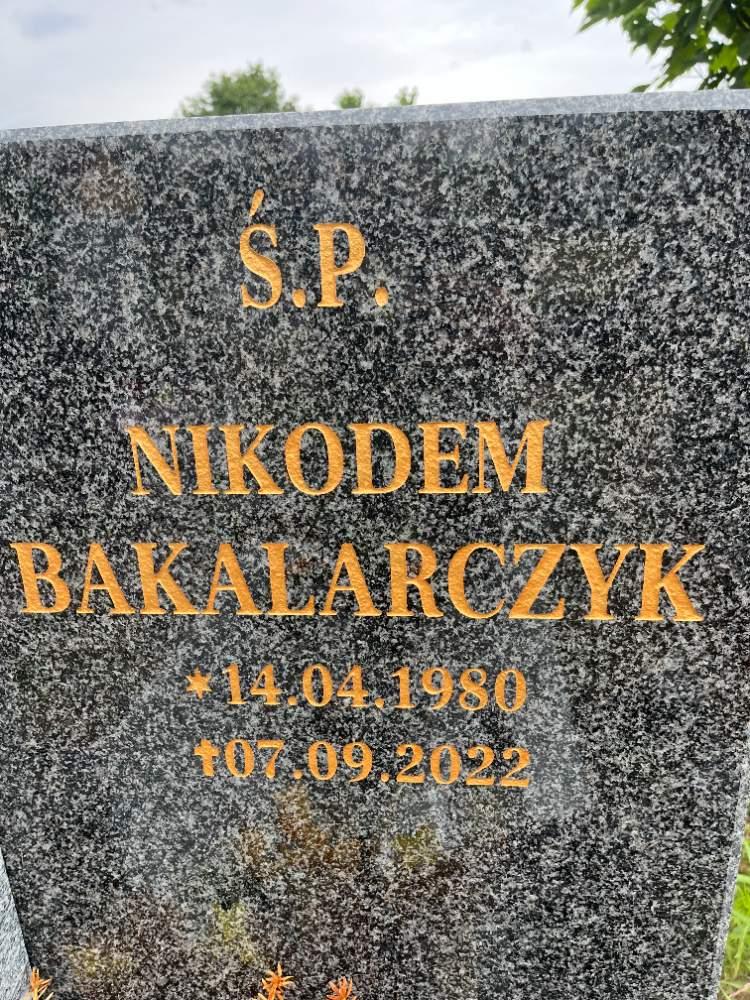 Ś.P.
NIKODEM
BAKALARCZYK
*14.04.1980
✝07.09.2022